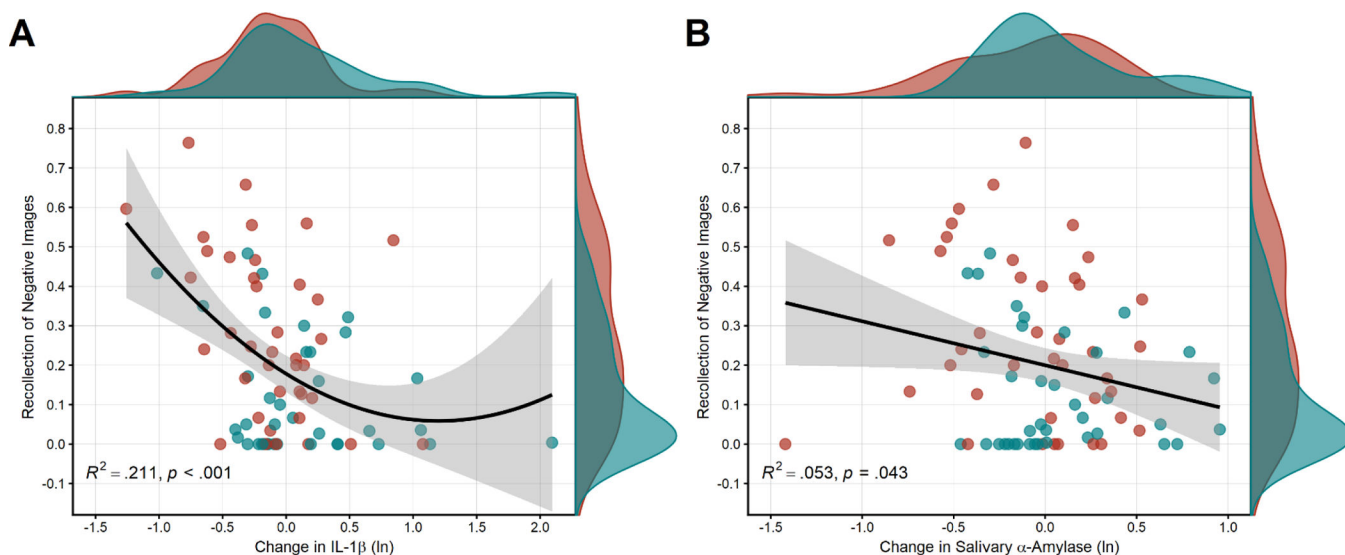 A
Recollection of Negative Images
0.8
0.7
0.6
0.5
0.4
0.3
0.2
0.1
0.0
-0.1
R² = .211, p < .001
-1.5 -1.0 -0.5 0.0 0.5 1.0 1.5 2.0
Change in IL-1β (ln)
B
Recollection of Negative Images
0.8
0.7
0.6
0.5
0.4
0.3
0.2
0.1
0.0
-0.1
R² = .053, p = .043
-1.5 -1.0 -0.5 0.0 0.5 1.0
Change in Salivary α-Amylase (ln)